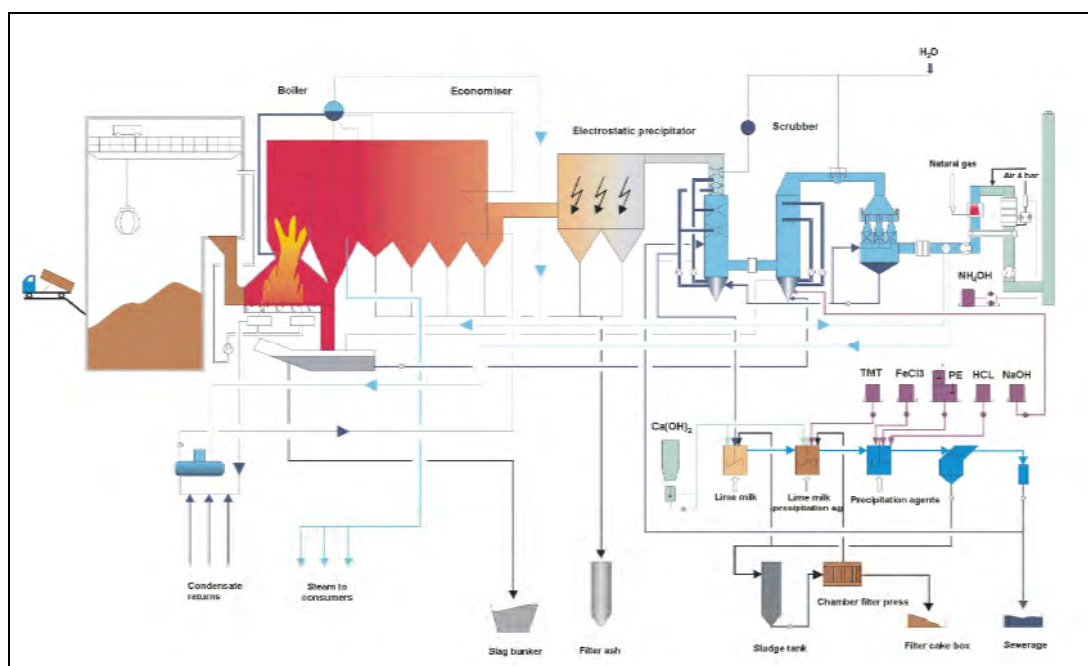 H2O
Boiler
Economiser
Electrostatic precipitator
Scrubber
Natural gas
Air 4 bar
NH4OH
TMT
FeCl3
PE
HCL
NaOH
Ca(OH)2
Lime milk
Lime milk
precipitation ag
Precipitation agents
Condensate
returns
Steam to
consumers
Slag bunker
Filter ash
Sludge tank
Chamber filter press
Filter cake box
Sewerage